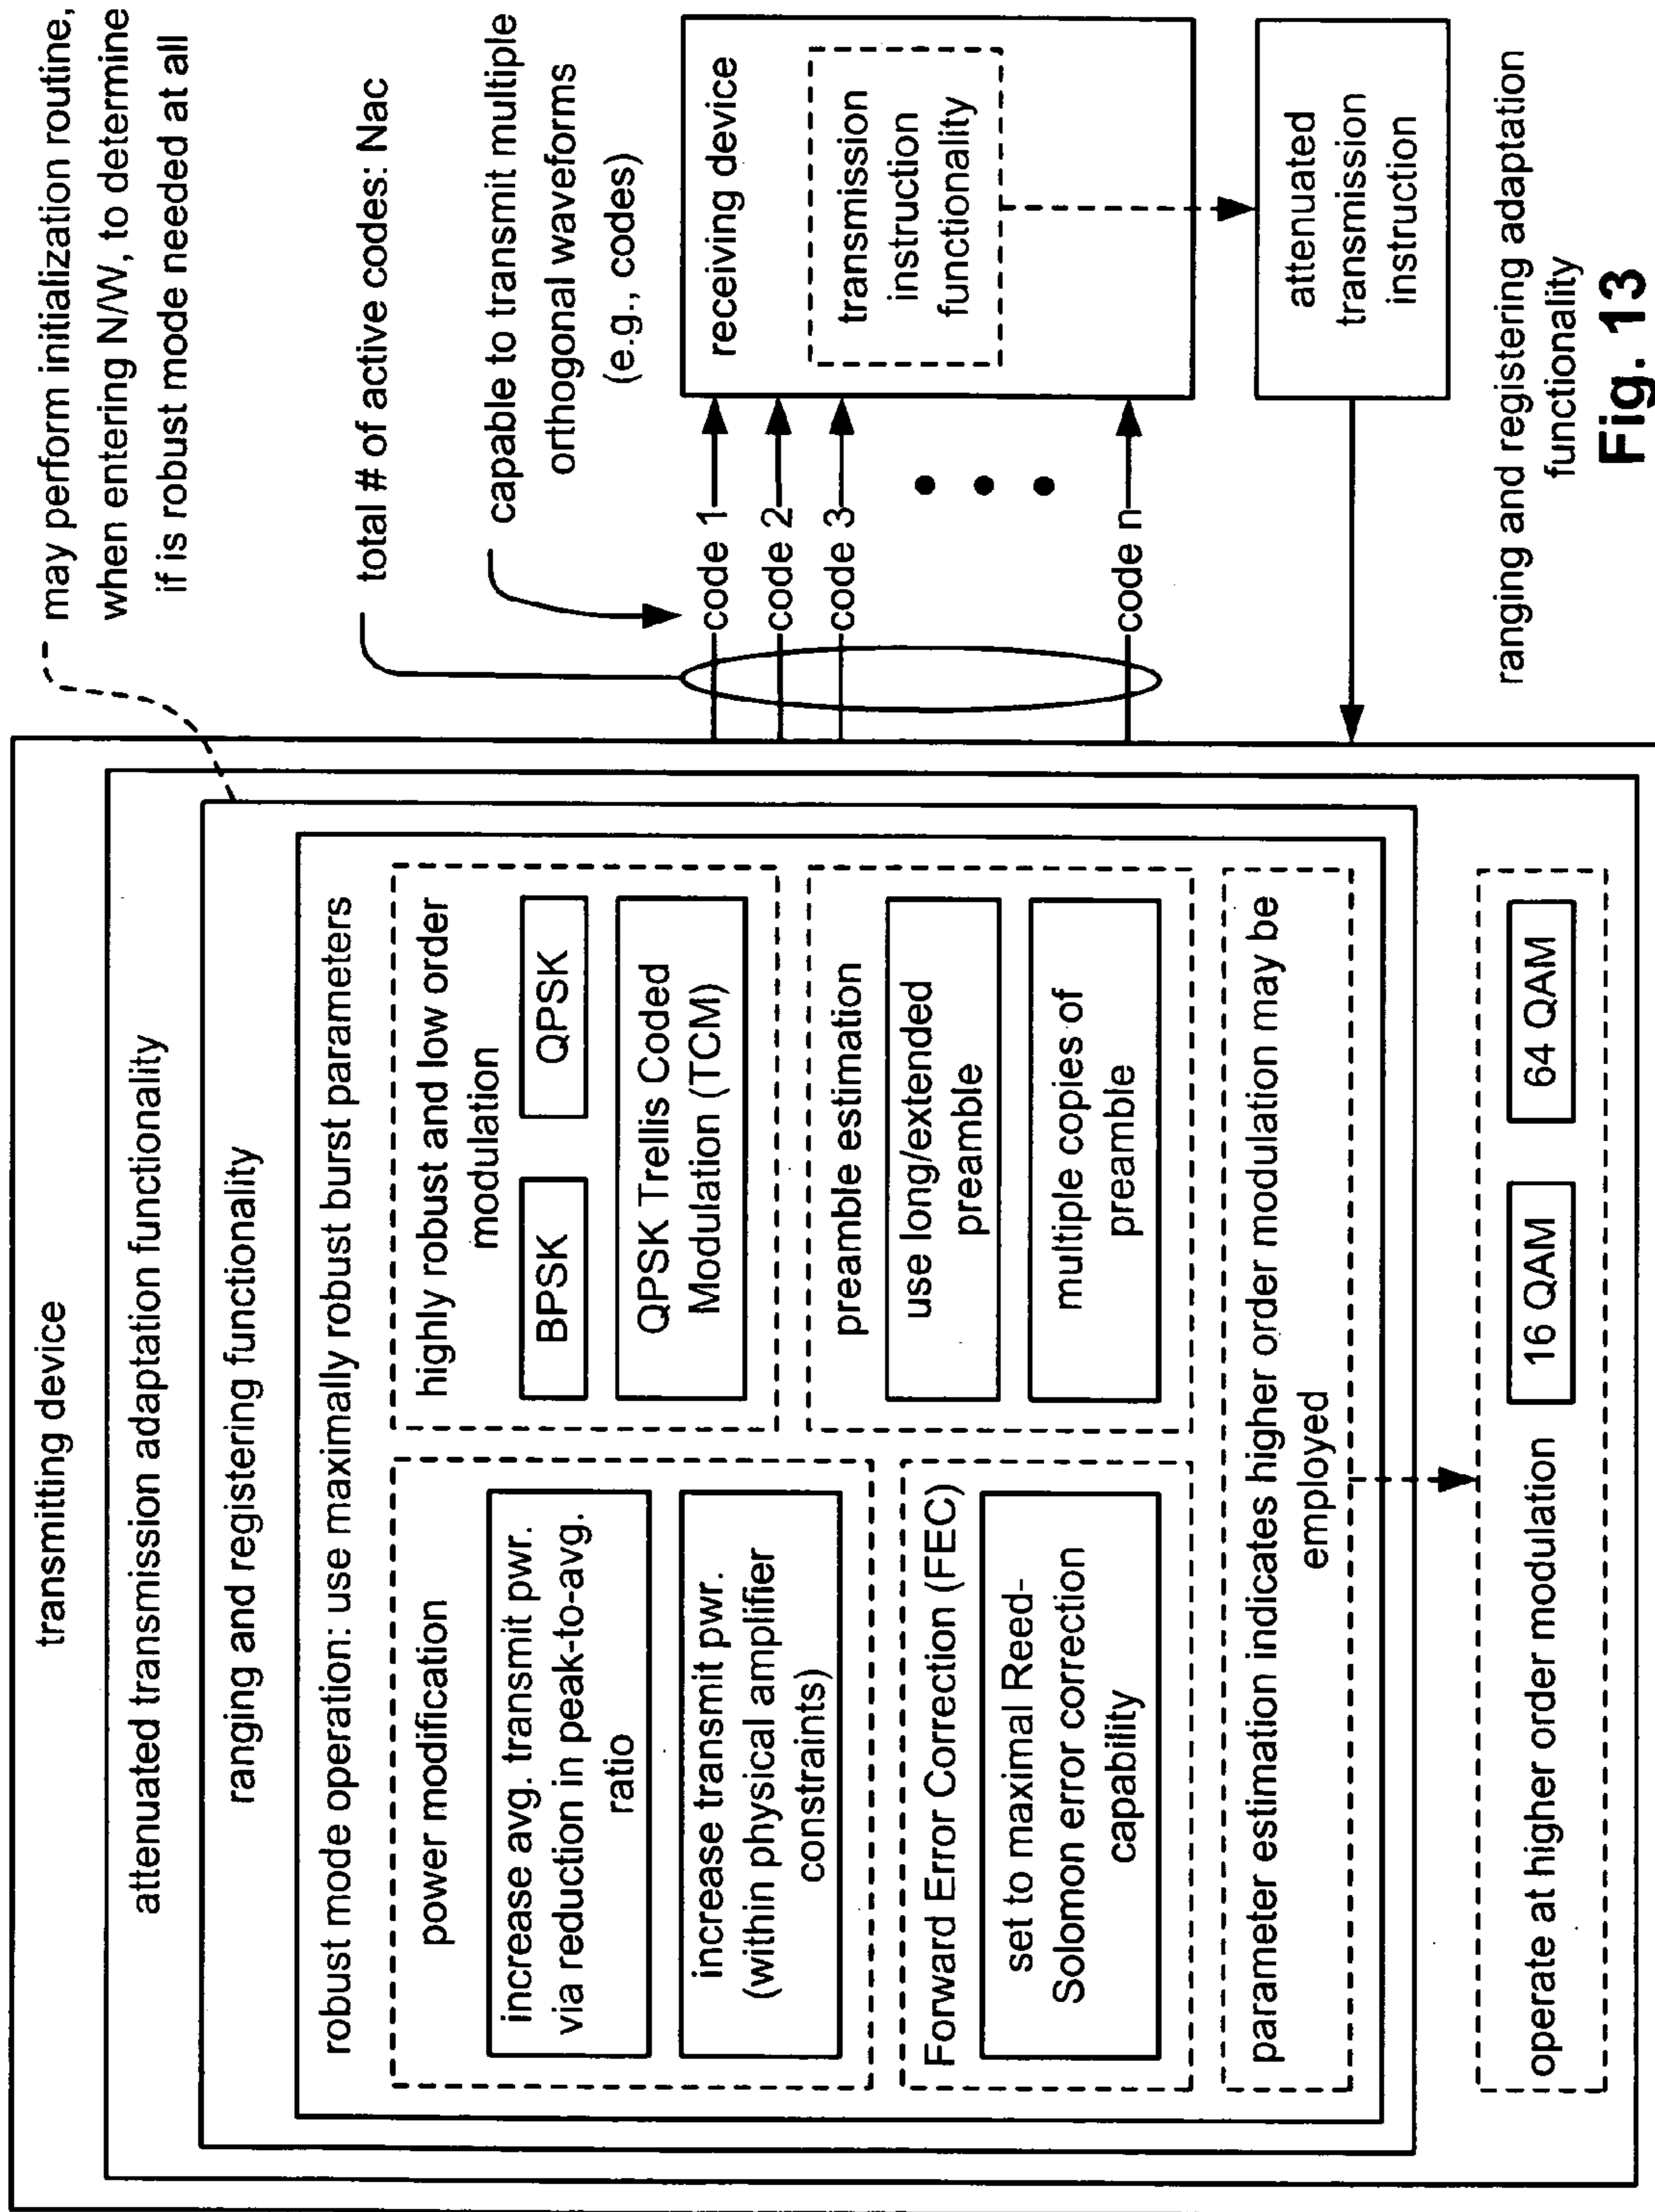 transmitting device
attenuated transmission adaptation functionality
ranging and registering functionality
robust mode operation: use maximally robust burst parameters
power modification
increase avg. transmit pwr.
via reduction in peak-to-avg.
ratio
increase transmit pwr.
(within physical amplifier
constraints)
highly robust and low order
modulation
BPSK
QPSK
QPSK Trellis Coded
Modulation (TCM)
Forward Error Correction (FEC)
set to maximal Reed-
Solomon error correction
capability
preamble estimation
use long/extended
preamble
multiple copies of
preamble
parameter estimation indicates higher order modulation may be
employed
operate at higher order modulation
16 QAM
64 QAM
may perform initialization routine,
when entering N/W, to determine
if is robust mode needed at all
total # of active codes: Nac
capable to transmit multiple
orthogonal waveforms
(e.g., codes)
code 1
code 2
code 3
code n
receiving device
transmission
instruction
functionality
attenuated
transmission
instruction
ranging and registering adaptation
functionality
Fig. 13